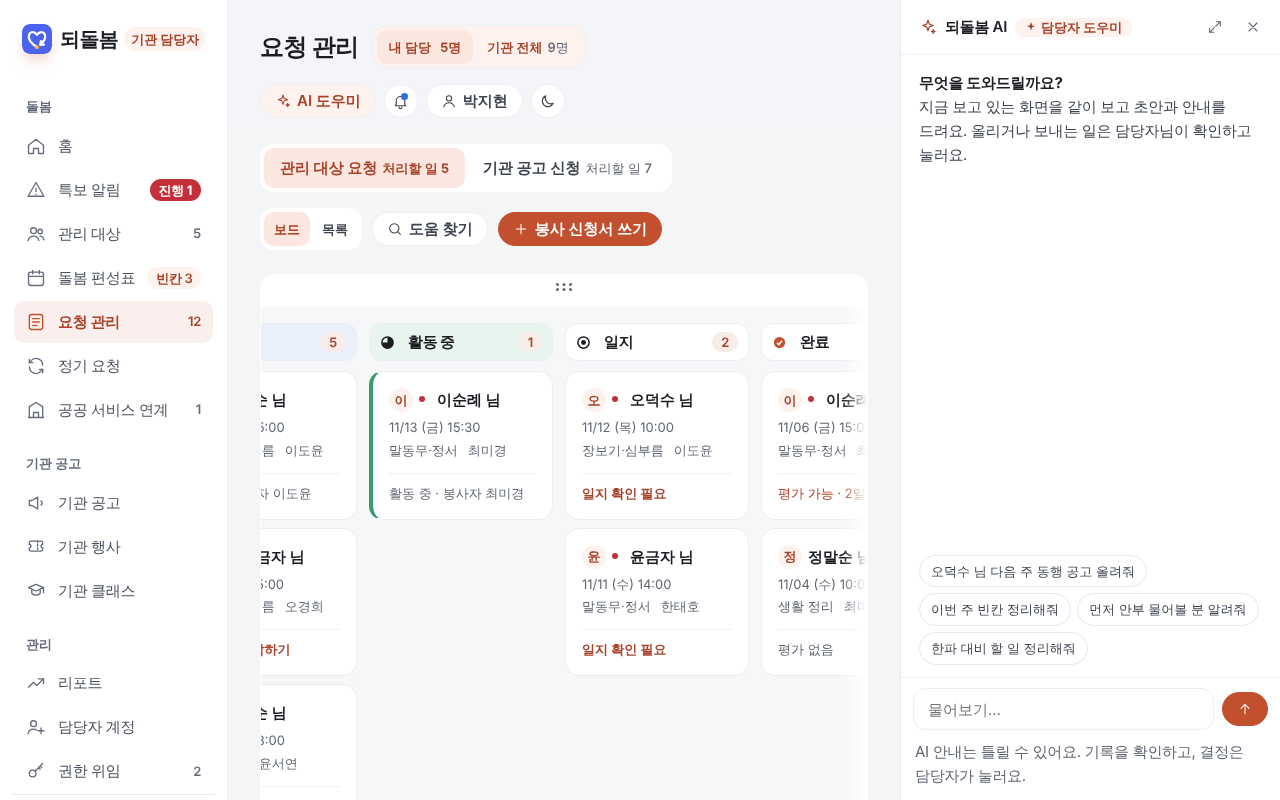 되돌봄 기관 담당자
돌봄
홈
특보 알림 진행 1
관리 대상 5
돌봄 편성표 빈칸 3
요청 관리 12
정기 요청
공공 서비스 연계 1
기관 공고
기관 공고
기관 행사
기관 클래스
관리
리포트
담당자 계정
권한 위임 2
요청 관리 내 담당 5명 기관 전체 9명
AI 도우미 박지현
관리 대상 요청 처리할 일 5 기관 공고 신청 처리할 일 7
보드 목록 도움 찾기 봉사 신청서 쓰기
5
님
5:00
이도윤
이도윤
금자 님
5:00
오경희
하기
님
3:00
윤서연
활동 중 1
이 이순례 님
11/13 (금) 15:30
말동무·정서 최미경
활동 중 · 봉사자 최미경
일지 2
오 오덕수 님
11/12 (목) 10:00
장보기·심부름 이도윤
일지 확인 필요
윤 윤금자 님
11/11 (수) 14:00
말동무·정서 한태호
일지 확인 필요
완료
이 이순례
11/06 (금) 15:0
말동무·정서
평가 가능 · 2일
정 정말순 님
11/04 (수) 10:0
생활 정리
평가 없음
되돌봄 AI 담당자 도우미
무엇을 도와드릴까요?
지금 보고 있는 화면을 같이 보고 초안과 안내를
드려요. 올리거나 보내는 일은 담당자님이 확인하고
눌러요.
오덕수 님 다음 주 동행 공고 올려줘
이번 주 빈칸 정리해줘 먼저 안부 물어볼 분 알려줘
한파 대비 할 일 정리해줘
물어보기...
AI 안내는 틀릴 수 있어요. 기록을 확인하고, 결정은
담당자가 눌러요.